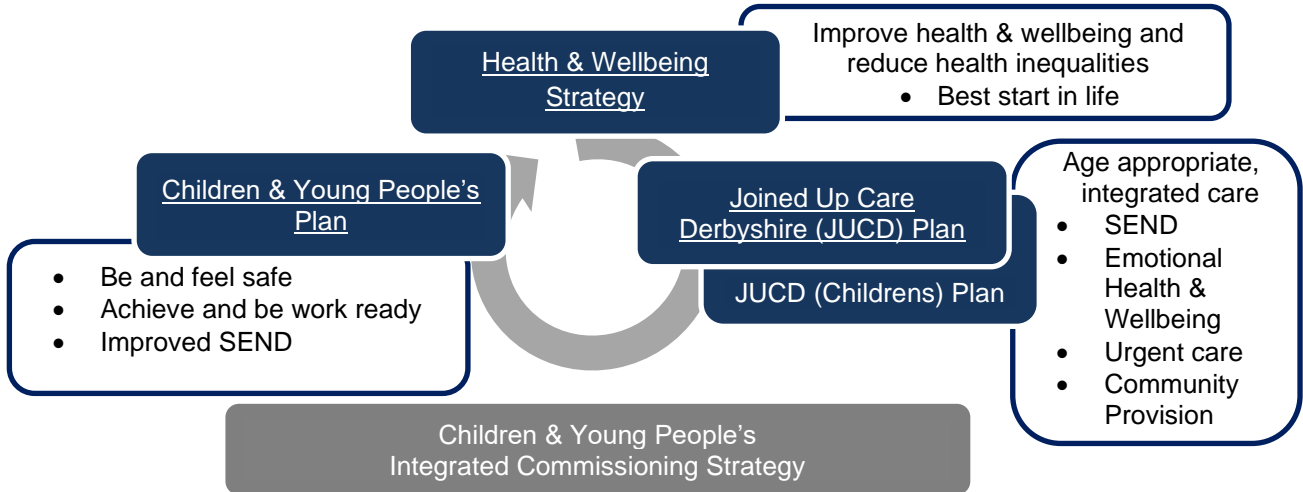 Health & Wellbeing
Strategy
Improve health & wellbeing and
reduce health inequalities
• Best start in life
Children & Young People's
Plan
• Be and feel safe
• Achieve and be work ready
• Improved SEND
Joined Up Care
Derbyshire (JUCD) Plan
JUCD (Childrens) Plan
Age appropriate,
integrated care
• SEND
• Emotional
Health &
Wellbeing
• Urgent care
• Community
Provision
Children & Young People's
Integrated Commissioning Strategy